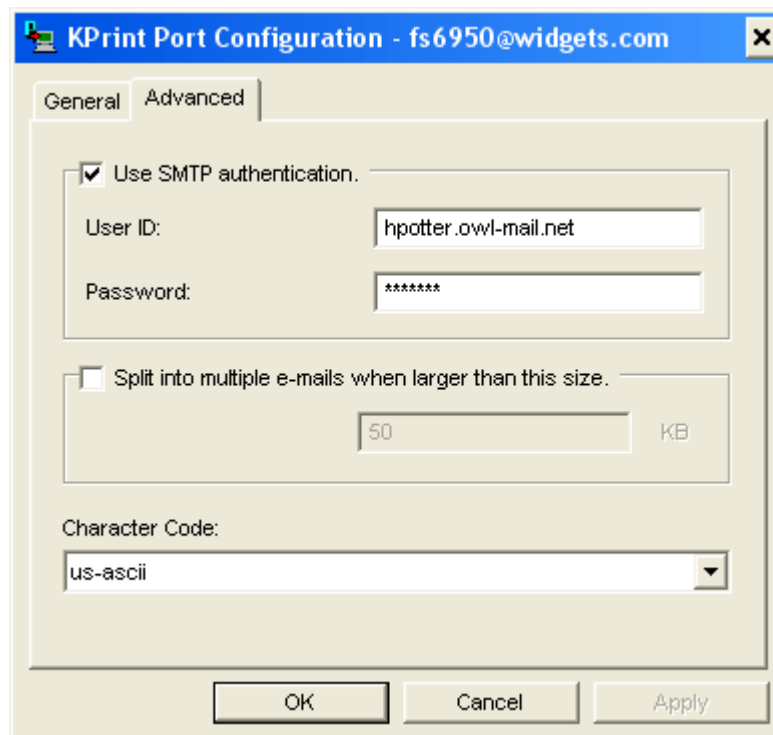 KPrint Port Configuration - fs6950@widgets.com
General
Advanced
Use SMTP authentication.
User ID:
hpotter.owl-mail.net
Password:
*******
Split into multiple e-mails when larger than this size.
50
KB
Character Code:
us-ascii
OK
Cancel
Apply